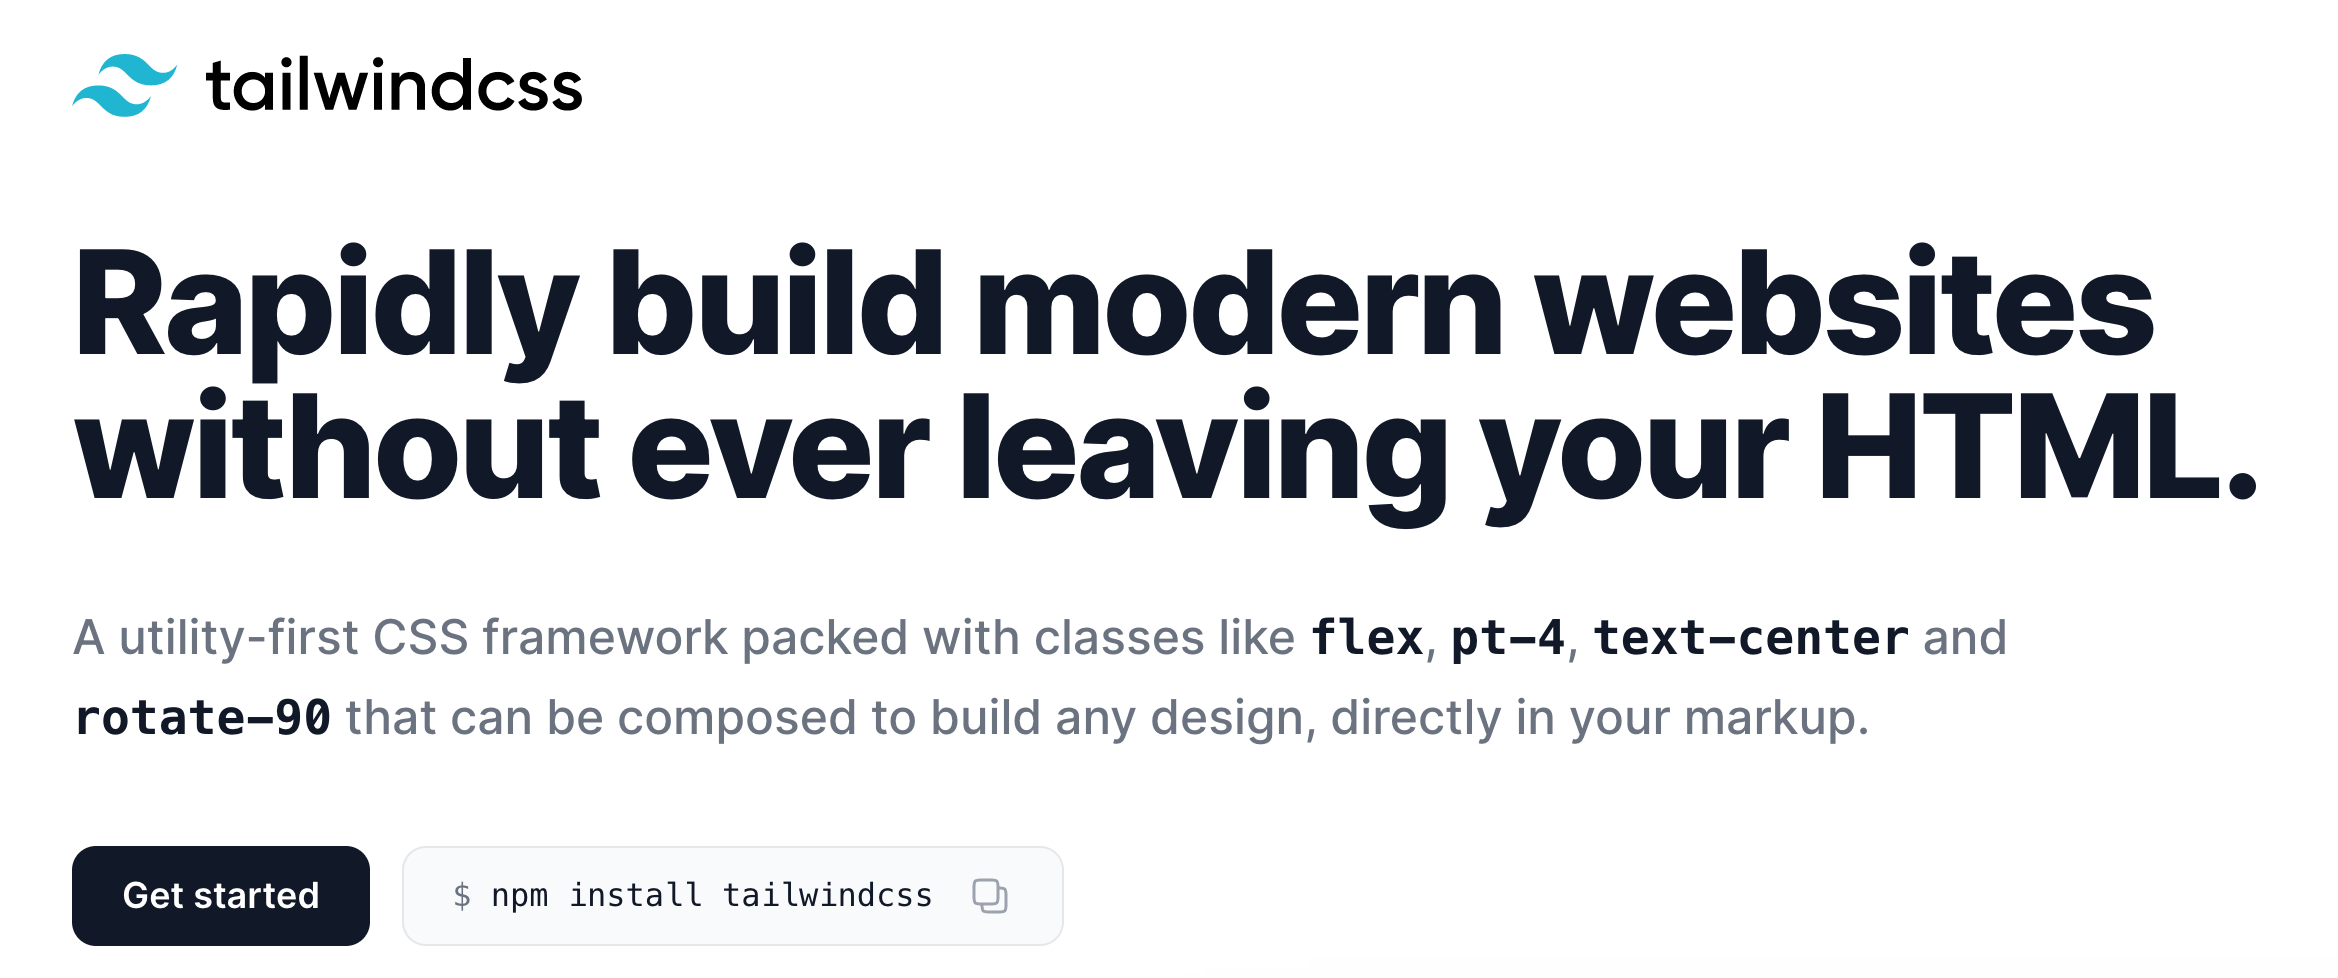 tailwindcss
Rapidly build modern websites
without ever leaving your HTML.
A utility-first CSS framework packed with classes like flex, pt-4, text-center and
rotate-90 that can be composed to build any design, directly in your markup.
Get started
$ npm install tailwindcss